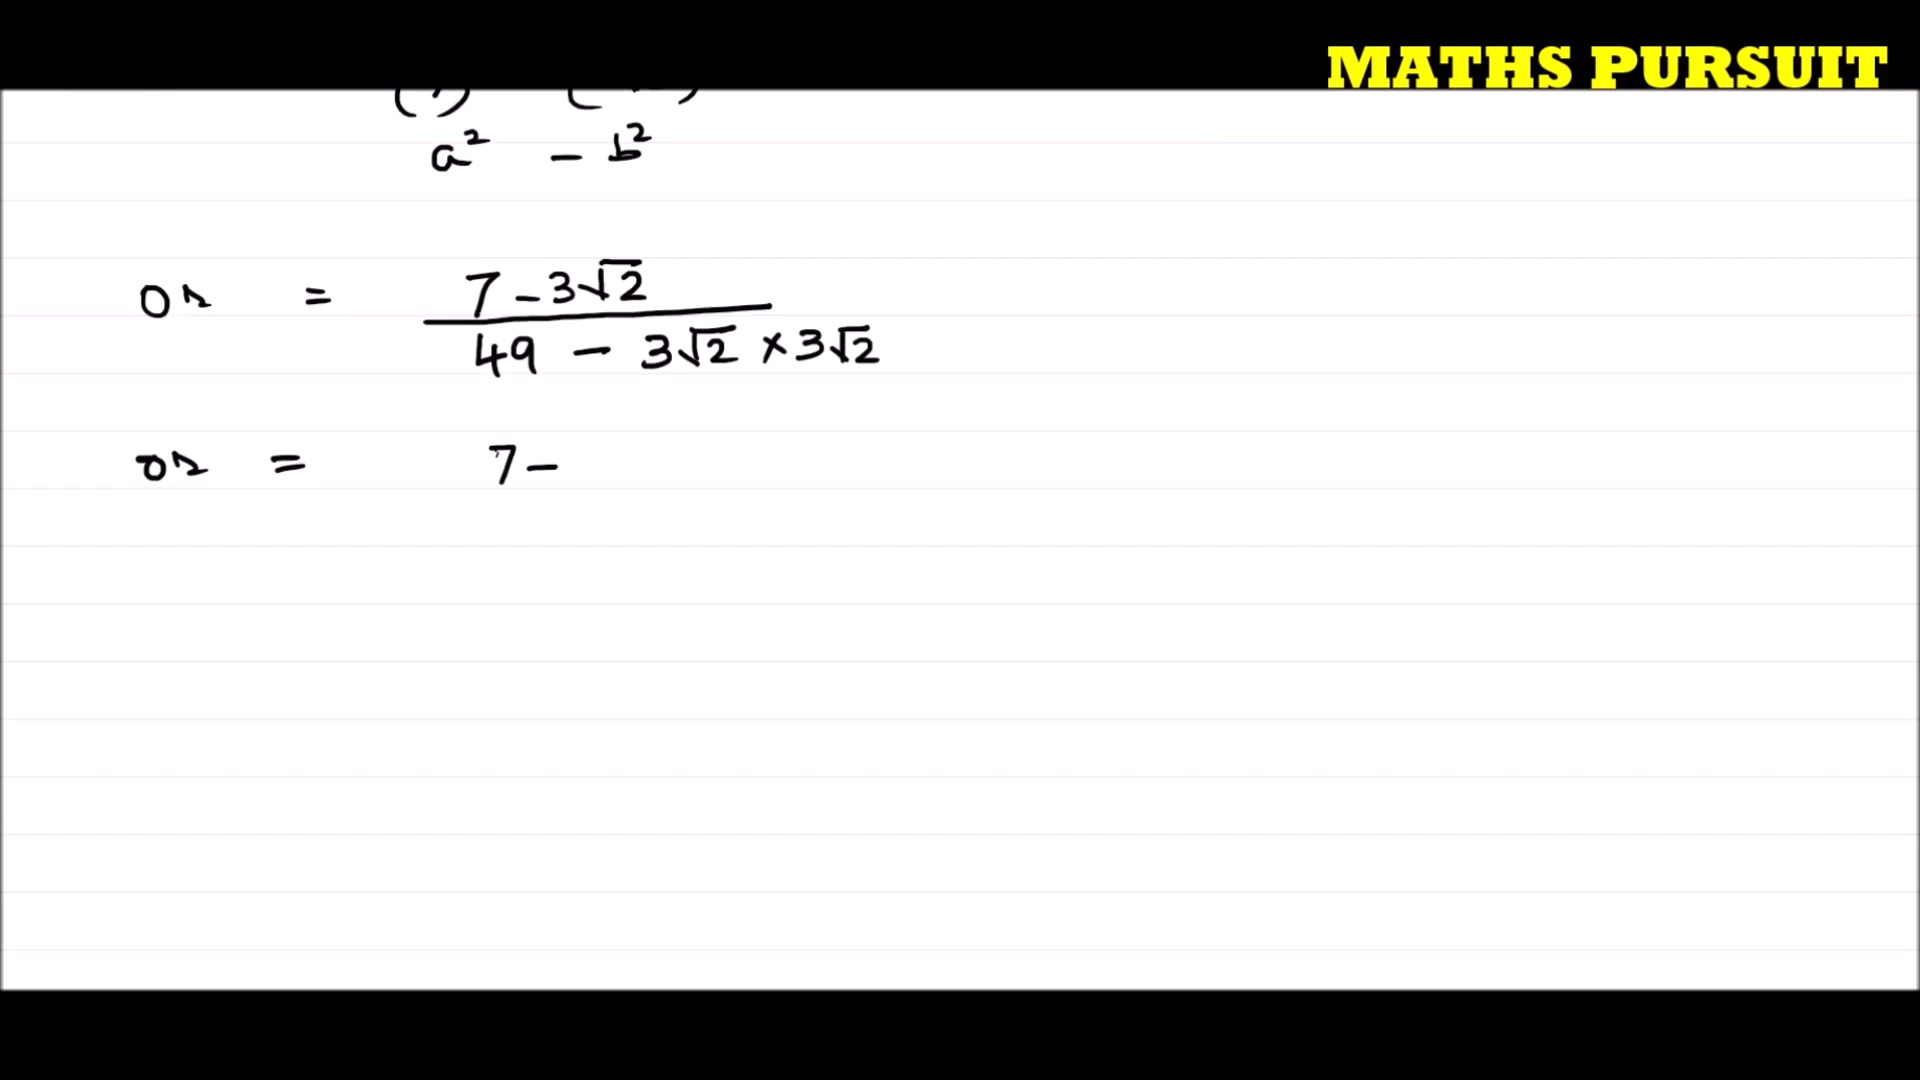 MATHS PURSUIT
a² - b²
or = 7 - 3√2
49 - 3√2 × 3√2
or = 7 -